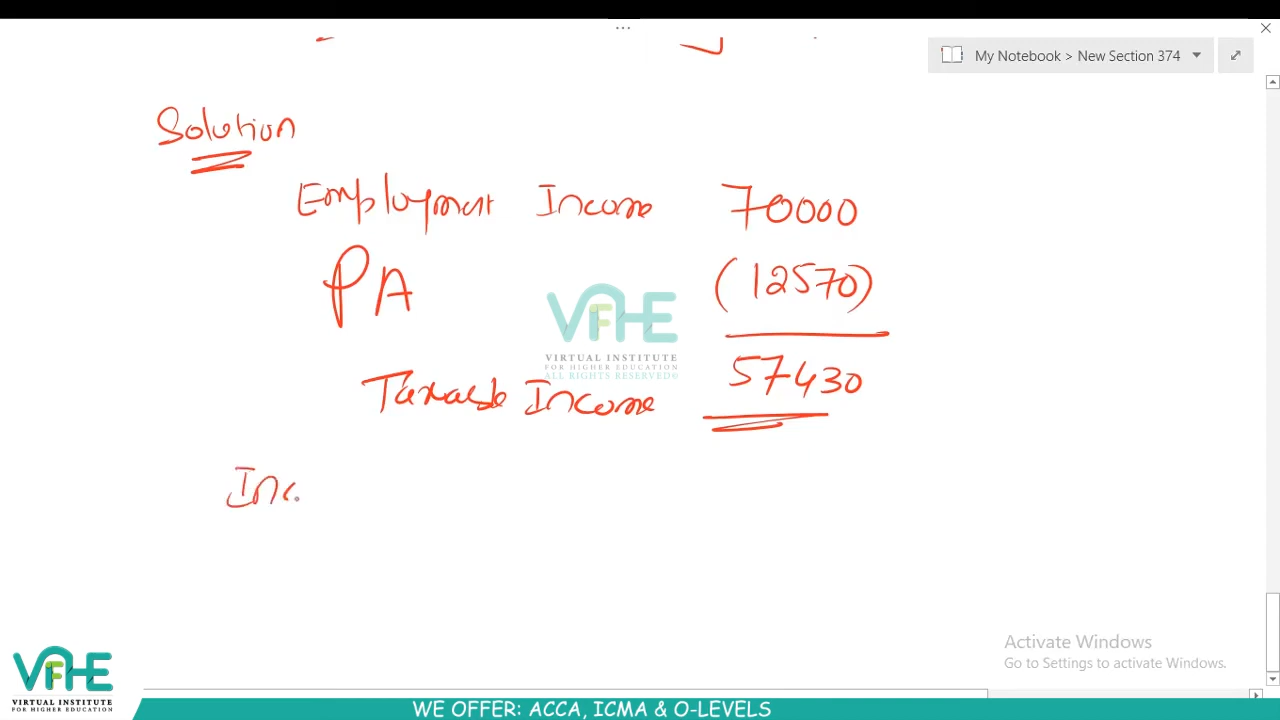 My Notebook > New Section 374
Solution
Employment Income 70000
PA (12570)
VFHE
VIRTUAL INSTITUTE
FOR HIGHER EDUCATION
ALL RIGHTS RESERVED©
Taxable Income 57430
Inc
Activate Windows
Go to Settings to activate Windows.
VFHE
VIRTUAL INSTITUTE
FOR HIGHER EDUCATION
WE OFFER: ACCA, ICMA & O-LEVELS